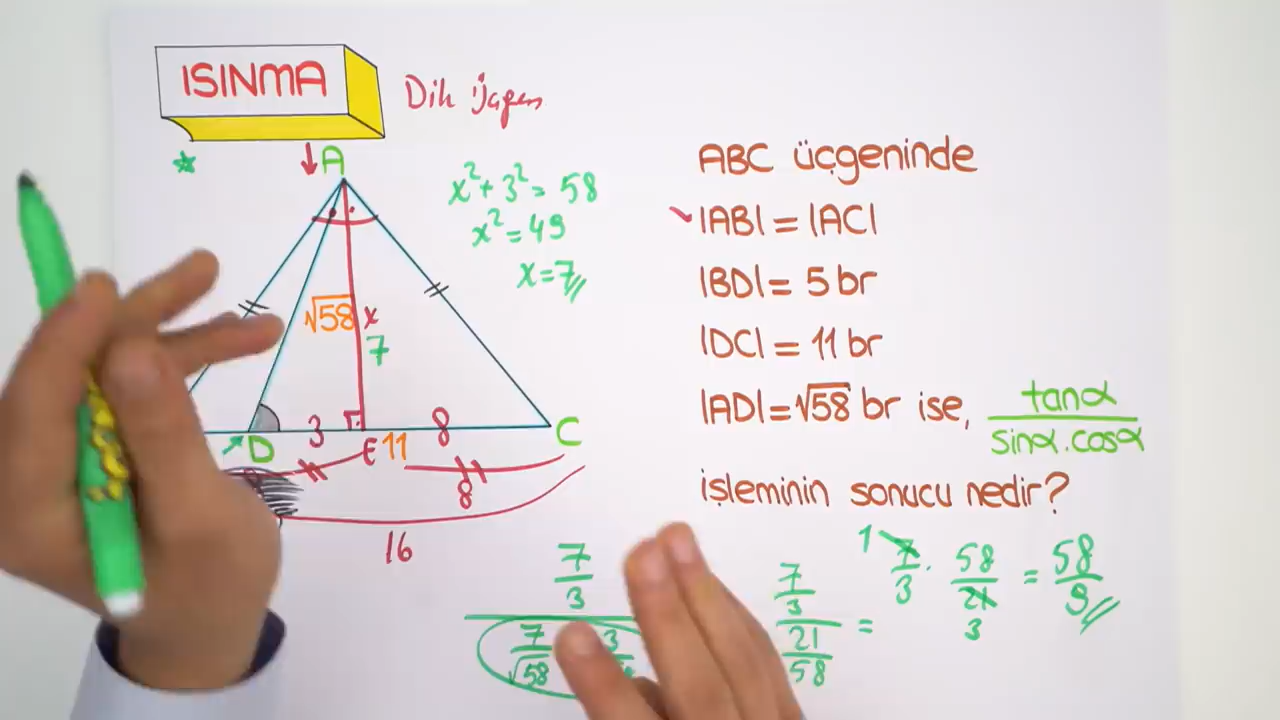 ISINMA
Dik üçgen
A
x² + 3² = 58
x² = 49
x = 7
√58 x
7
D 3 E 11 8 C
8
16
ABC üçgeninde
|AB| = |AC|
|BD| = 5 br
|DC| = 11 br
|AD| = √58 br ise, tanα / sinα.cosα
işleminin sonucu nedir?
7/3
7/√58 3
7/3 / 21/58 = 1 7/3 . 58/21 3 = 58/9